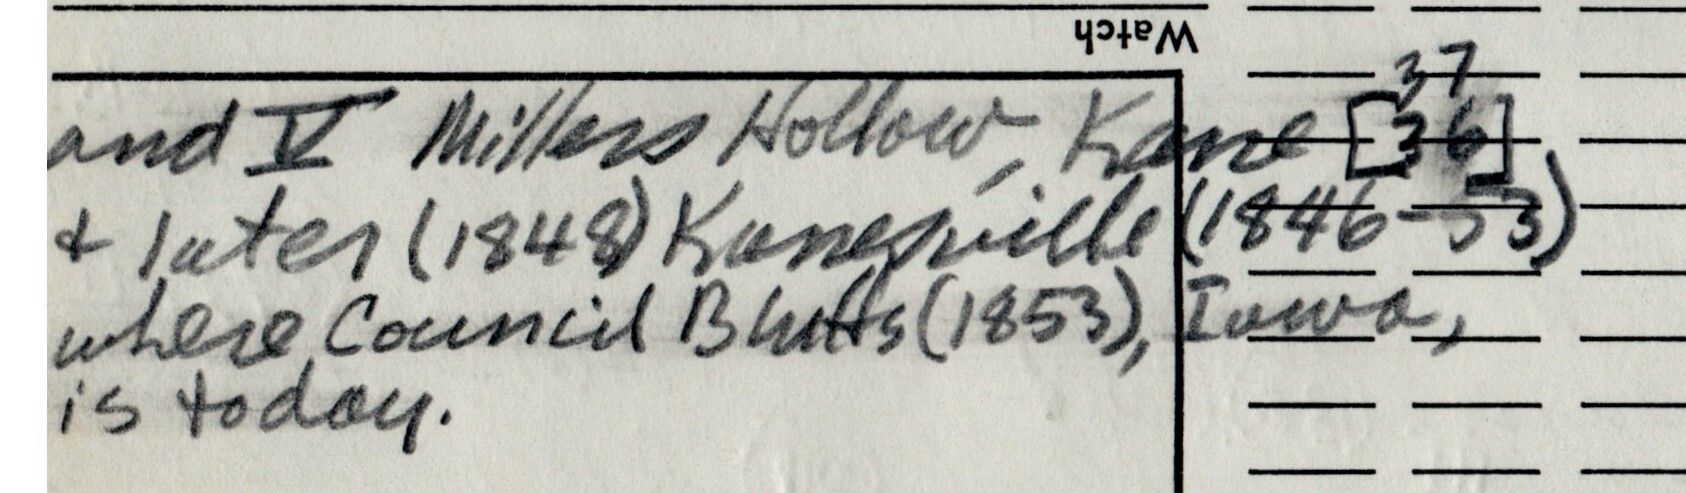 Watch
37
and V Millers Hollow, Kane [36]
& later (1848) Kanesville (1846-53)
where Council Bluffs (1853), Iowa,
is today.